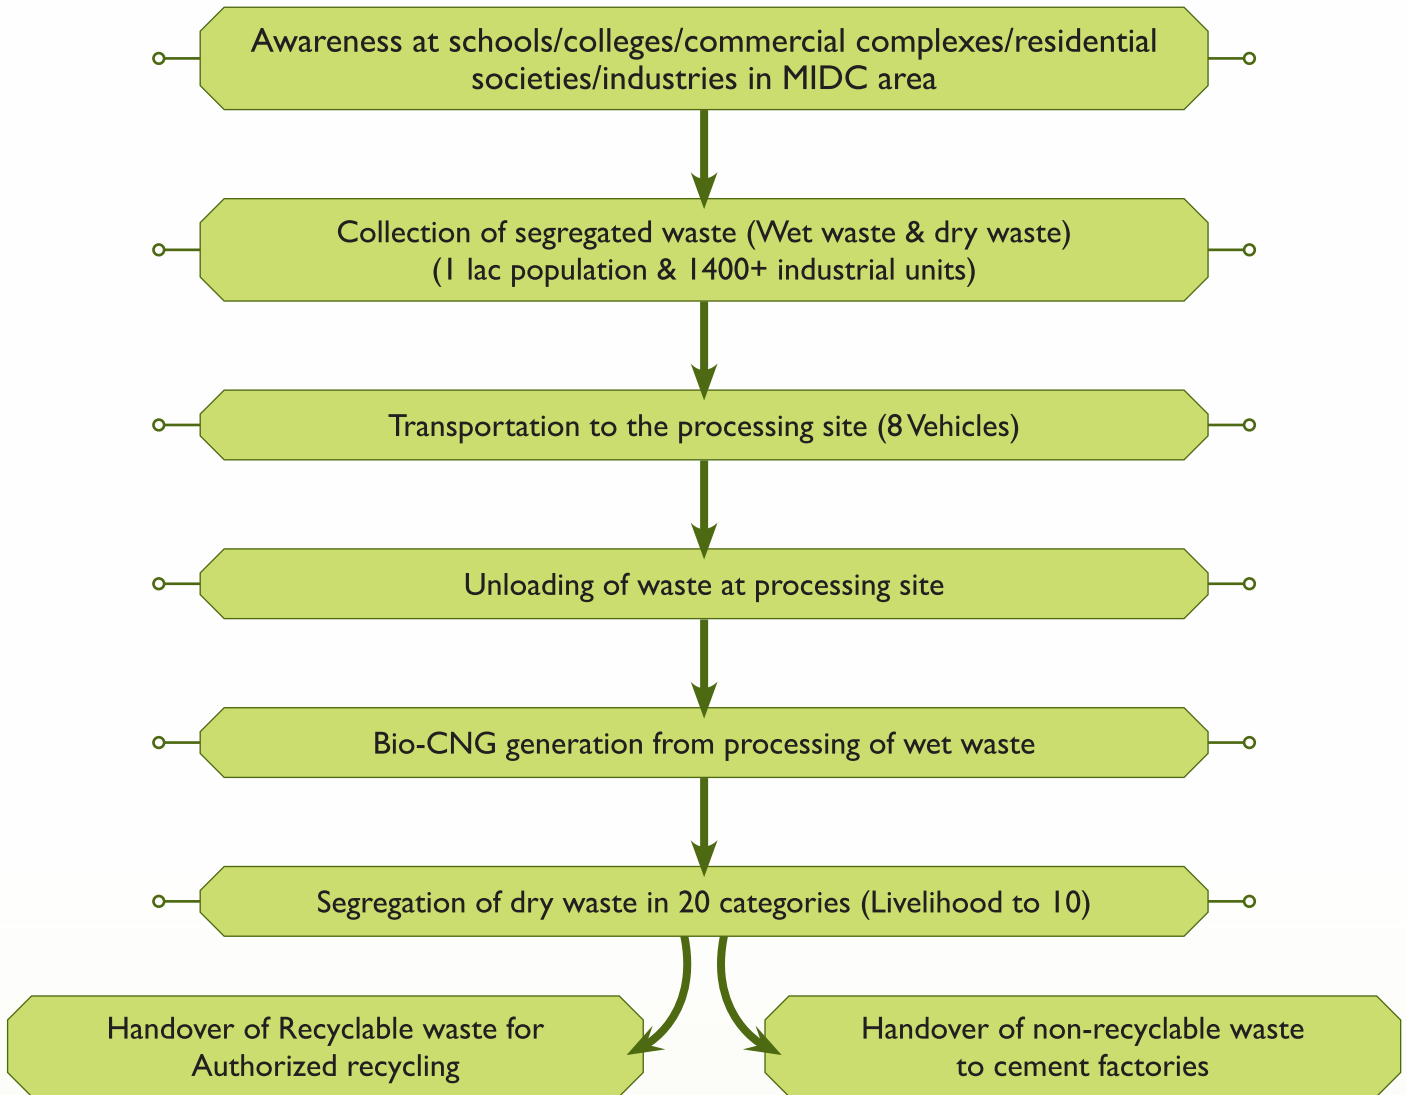 Awareness at schools/colleges/commercial complexes/residential
societies/industries in MIDC area
Collection of segregated waste (Wet waste & dry waste)
(1 lac population & 1400+ industrial units)
Transportation to the processing site (8 Vehicles)
Unloading of waste at processing site
Bio-CNG generation from processing of wet waste
Segregation of dry waste in 20 categories (Livelihood to 10)
Handover of Recyclable waste for
Authorized recycling
Handover of non-recyclable waste
to cement factories